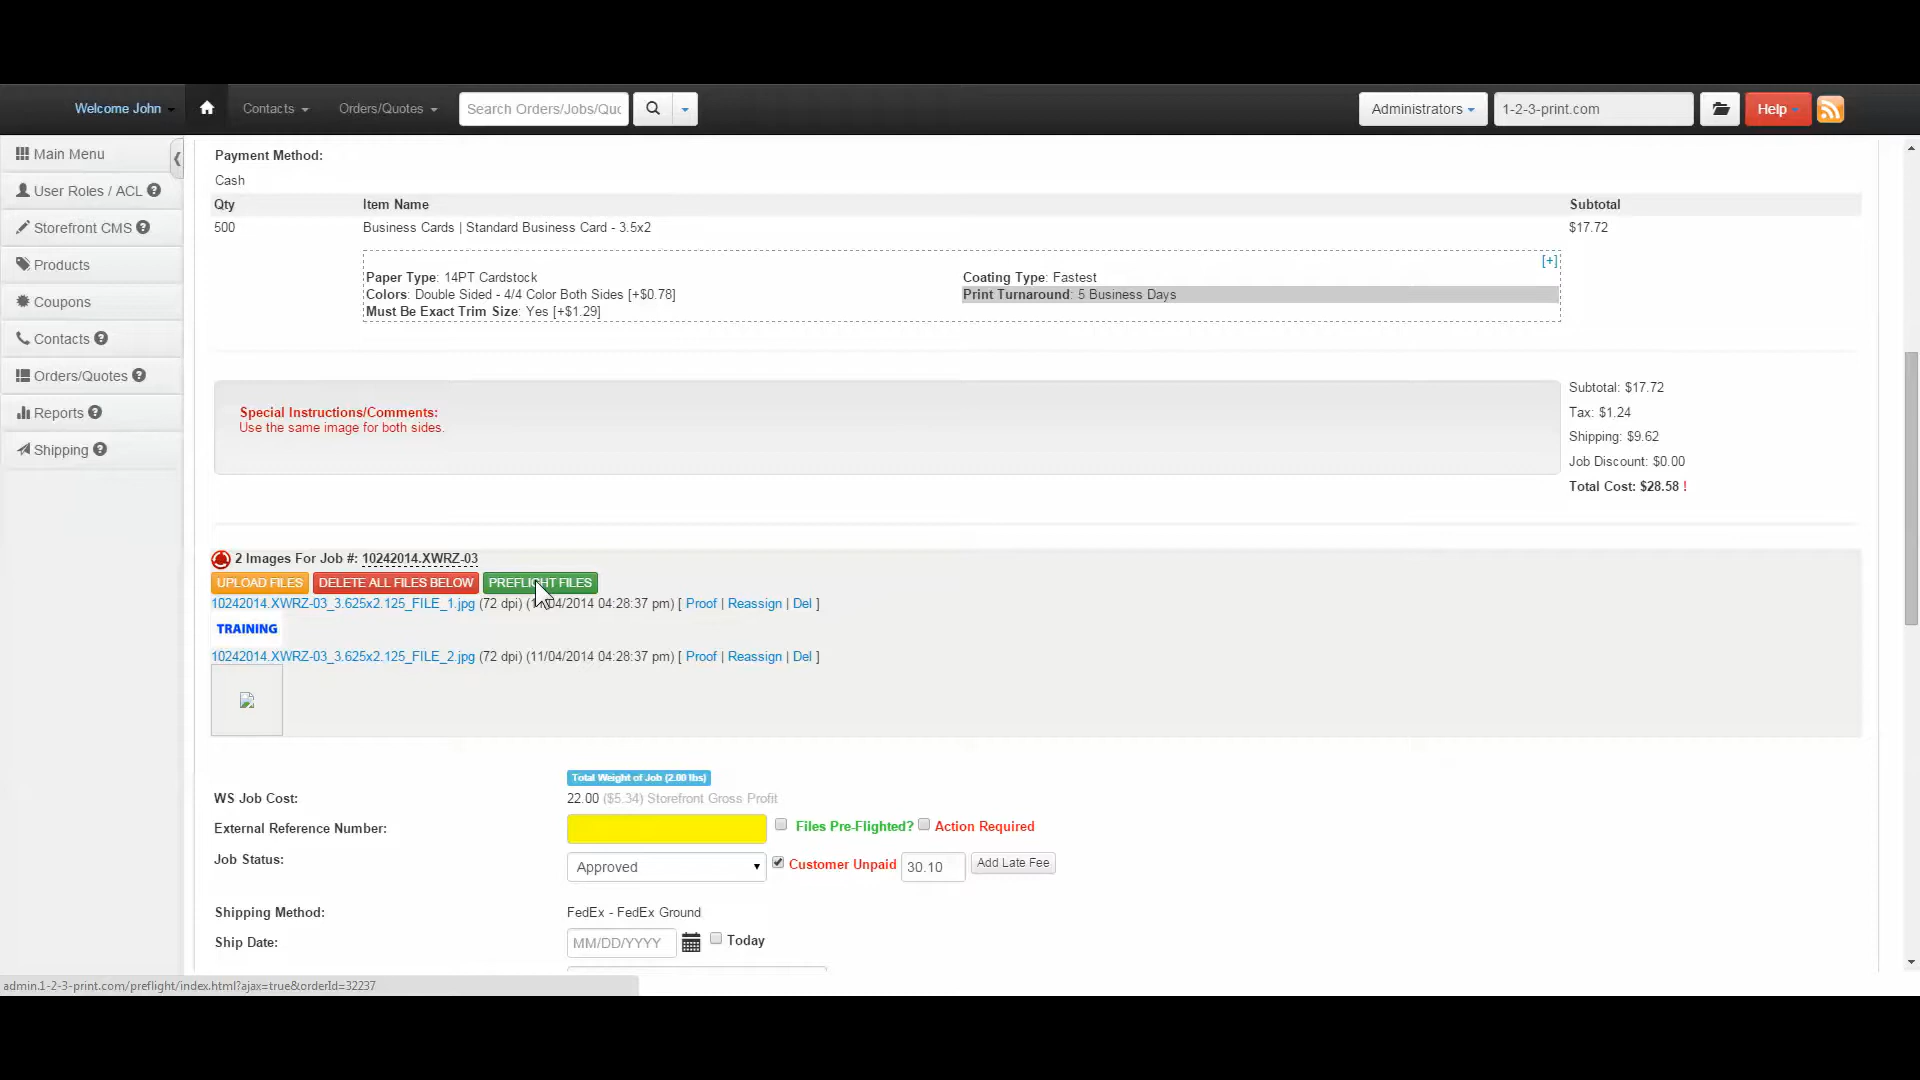 Welcome John
Contacts
Orders/Quotes
Search Orders/Jobs/Quo
Administrators
1-2-3-print.com
Help
Main Menu
User Roles / ACL
Storefront CMS
Products
Coupons
Contacts
Orders/Quotes
Reports
Shipping
Payment Method:
Cash
Qty Item Name Subtotal
500 Business Cards | Standard Business Card - 3.5x2 $17.72
[+]
Paper Type: 14PT Cardstock Coating Type: Fastest
Colors: Double Sided - 4/4 Color Both Sides [+$0.78] Print Turnaround: 5 Business Days
Must Be Exact Trim Size: Yes [+$1.29]
Special Instructions/Comments:
Use the same image for both sides.
Subtotal: $17.72
Tax: $1.24
Shipping: $9.62
Job Discount: $0.00
Total Cost: $28.58 !
2 Images For Job #: 10242014.XWRZ-03
UPLOAD FILES DELETE ALL FILES BELOW PREFLIGHT FILES
10242014.XWRZ-03_3.625x2.125_FILE_1.jpg (72 dpi) 04/2014 04:28:37 pm) [ Proof | Reassign | Del ]
TRAINING
10242014.XWRZ-03_3.625x2.125_FILE_2.jpg (72 dpi) (11/04/2014 04:28:37 pm) [ Proof | Reassign | Del ]
Total Weight of Job (2.00 lbs)
WS Job Cost: 22.00 ($5.34) Storefront Gross Profit
External Reference Number: Files Pre-Flighted? Action Required
Job Status: Approved Customer Unpaid 30.10 Add Late Fee
Shipping Method: FedEx - FedEx Ground
Ship Date: MM/DD/YYYY Today
admin.1-2-3-print.com/preflight/index.html?ajax=true&orderId=32237